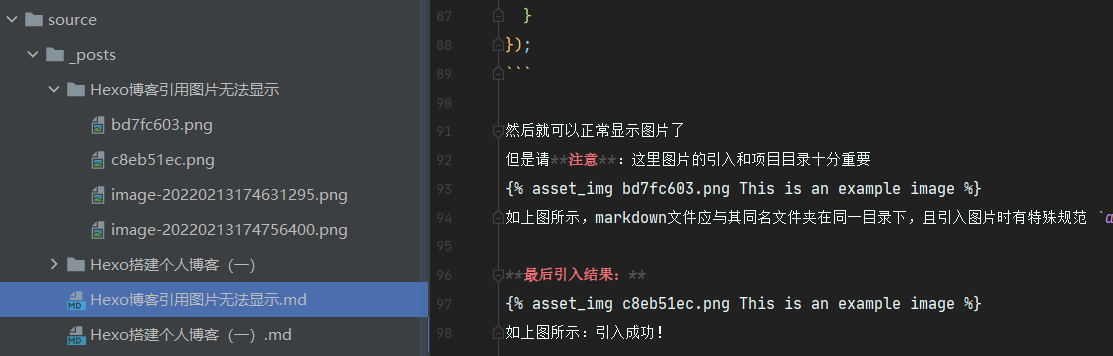 source
_posts
Hexo博客引用图片无法显示
bd7fc603.png
c8eb51ec.png
image-20220213174631295.png
image-20220213174756400.png
Hexo搭建个人博客（一）
Hexo博客引用图片无法显示.md
MD
Hexo搭建个人博客（一）.md
MD
87 }
88 });
89 ```
90
91 然后就可以正常显示图片了
92 但是请**注意**：这里图片的引入和项目目录十分重要
93 {% asset_img bd7fc603.png This is an example image %}
94 如上图所示，markdown文件应与其同名文件夹在同一目录下，且引入图片时有特殊规范 `
95
96 **最后引入结果：**
97 {% asset_img c8eb51ec.png This is an example image %}
98 如上图所示：引入成功！